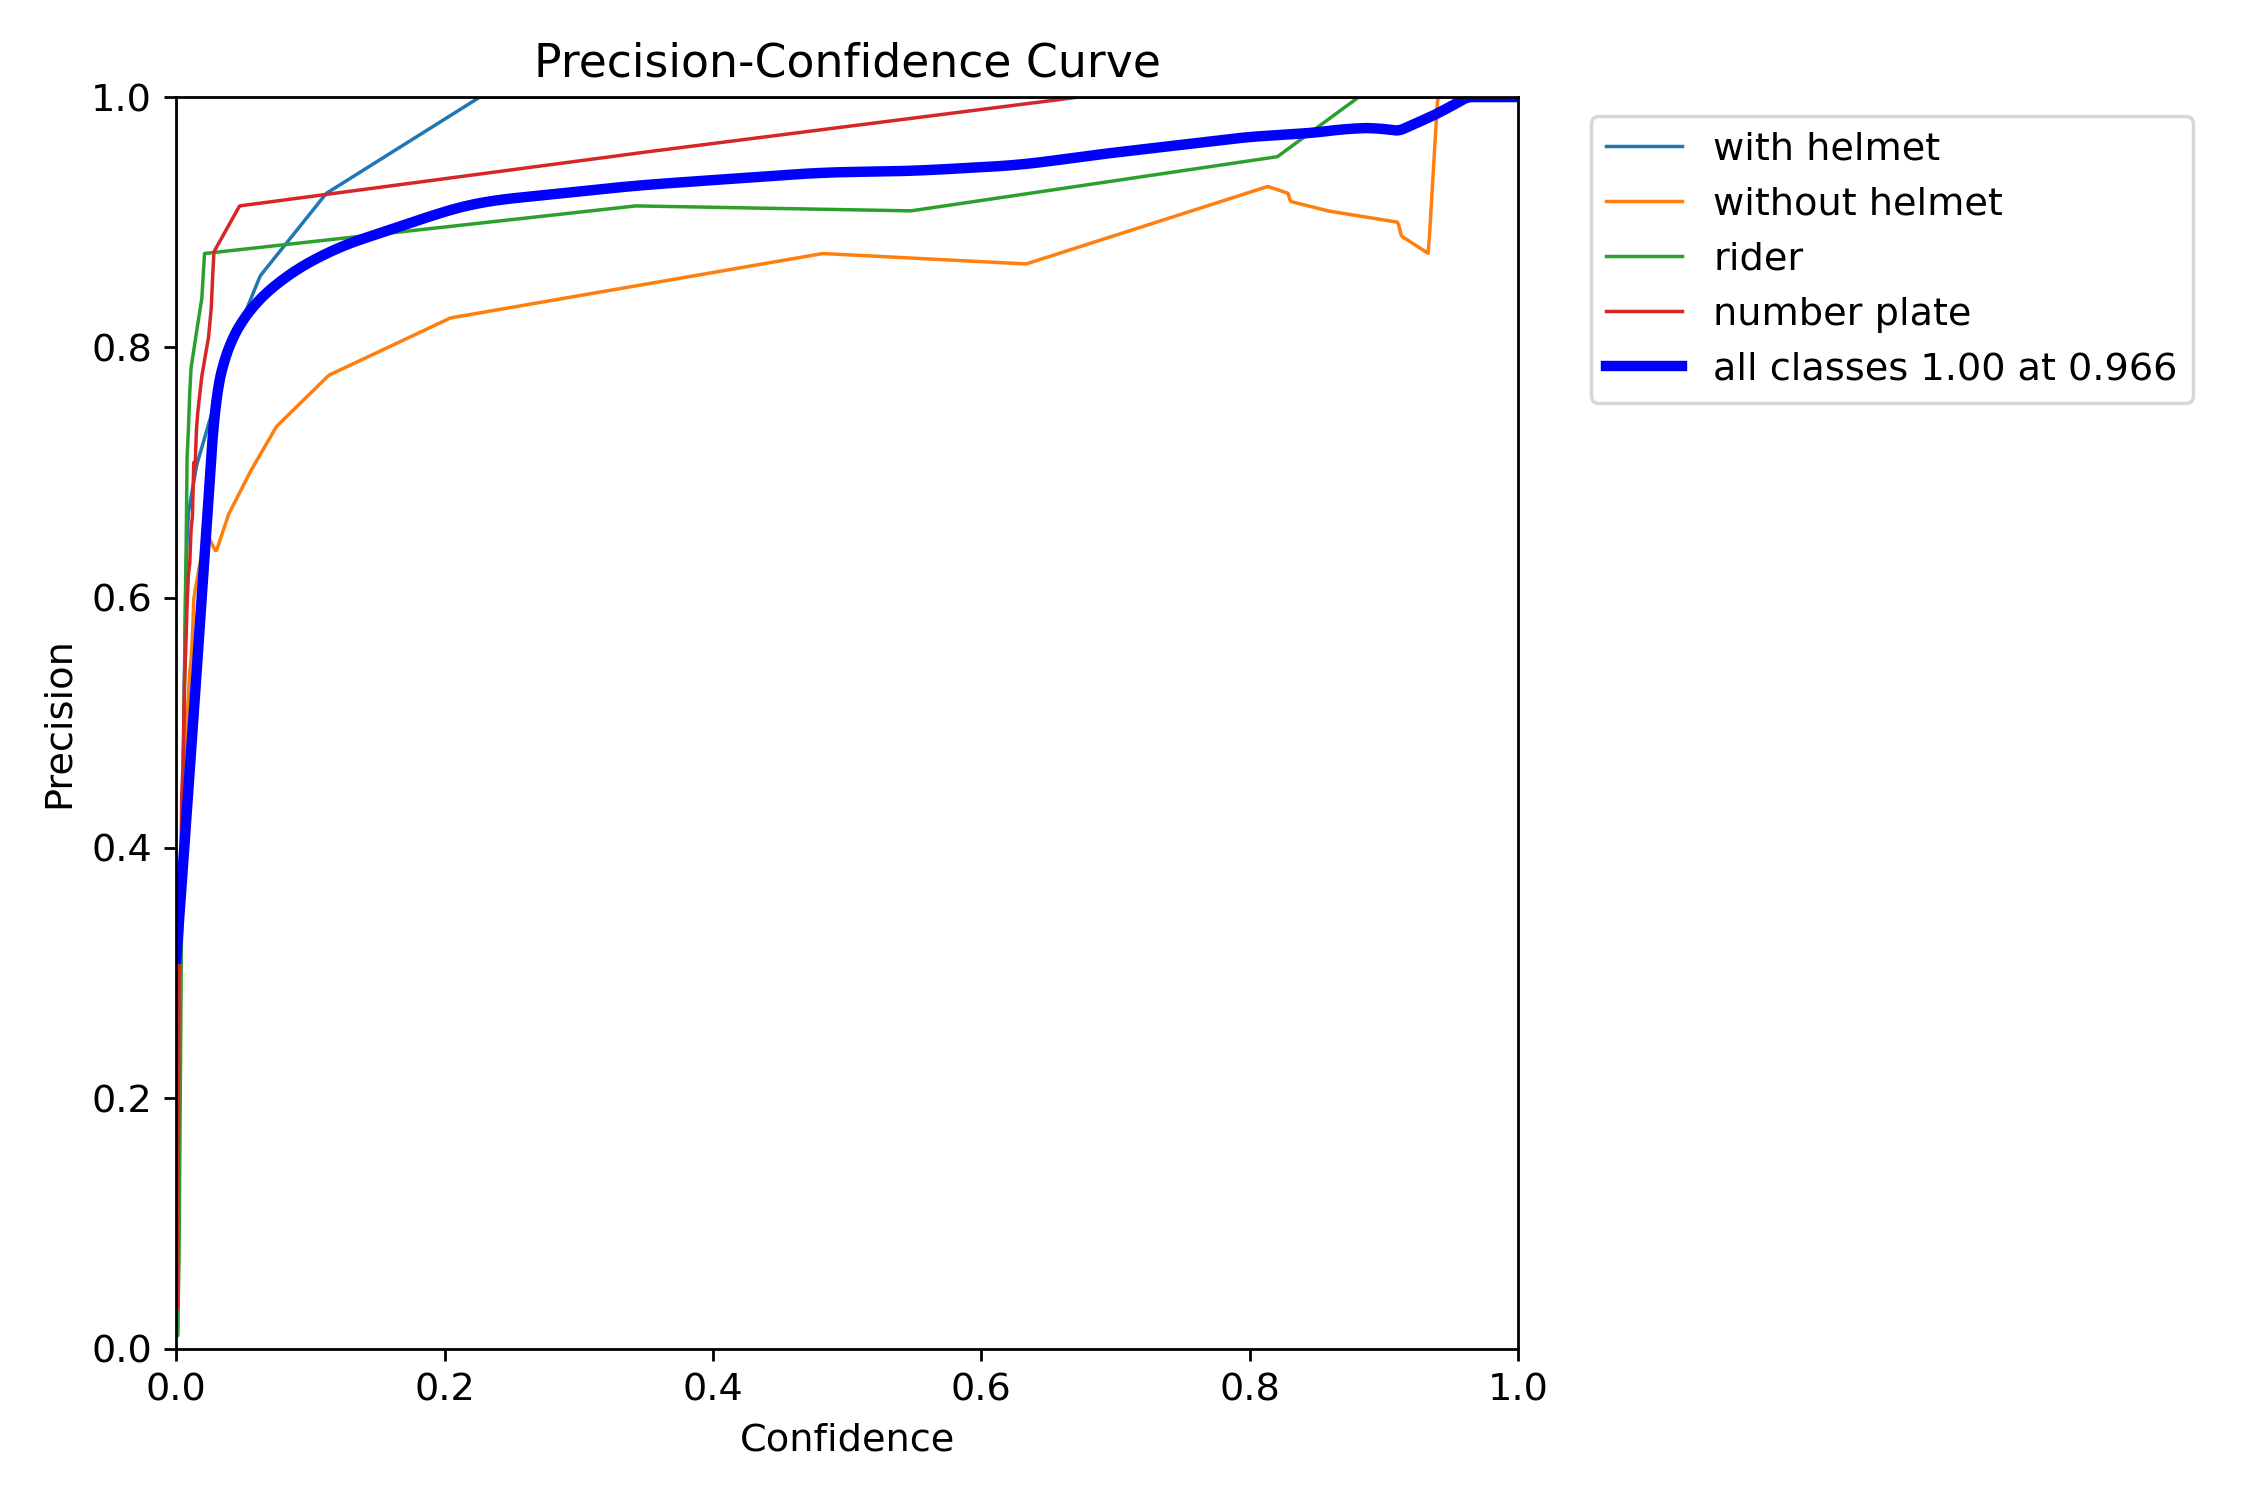 Precision-Confidence Curve
1.0
0.8
0.6
0.4
0.2
0.0
Precision
0.0 0.2 0.4 0.6 0.8 1.0
Confidence
with helmet
without helmet
rider
number plate
all classes 1.00 at 0.966